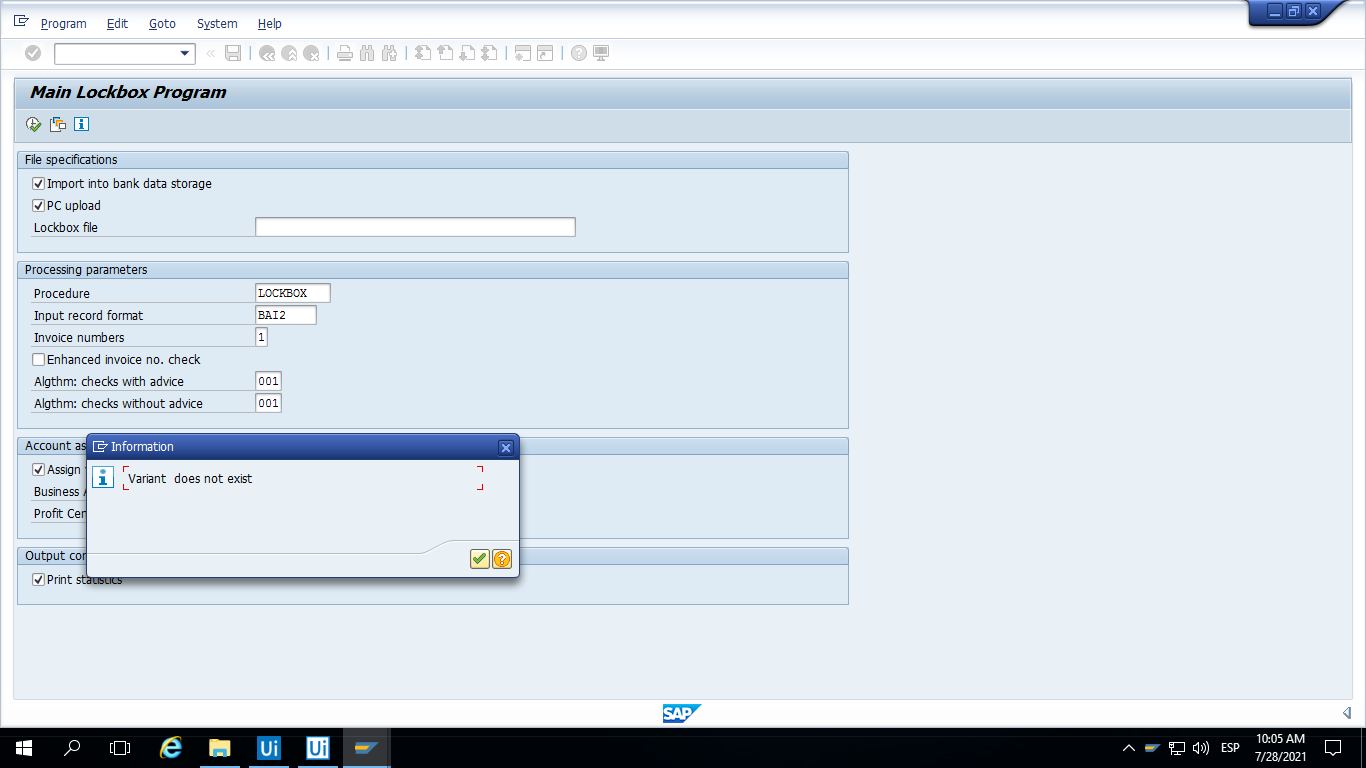 Program Edit Goto System Help
Main Lockbox Program
File specifications
Import into bank data storage
PC upload
Lockbox file
Processing parameters
Procedure LOCKBOX
Input record format BAI2
Invoice numbers 1
Enhanced invoice no. check
Algthm: checks with advice 001
Algthm: checks without advice 001
Account as
Information
Assign
Variant  does not exist
Business
Profit Cen
Output con
Print statistics
SAP
Ui Ui
ESP
10:05 AM
7/28/2021